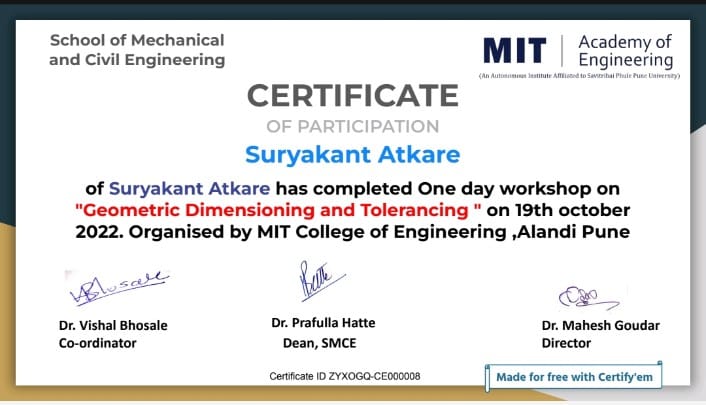 School of Mechanical
and Civil Engineering
MIT
Academy of
Engineering
(An Autonomous Institute Affiliated to Savitribai Phule Pune University)
CERTIFICATE
OF PARTICIPATION
Suryakant Atkare
of Suryakant Atkare has completed One day workshop on
"Geometric Dimensioning and Tolerancing " on 19th october
2022. Organised by MIT College of Engineering ,Alandi Pune
VBhosale
Dr. Vishal Bhosale
Co-ordinator
Dr. Prafulla Hatte
Dean, SMCE
Dr. Mahesh Goudar
Director
Certificate ID ZYXOGQ-CE000008
Made for free with Certify'em